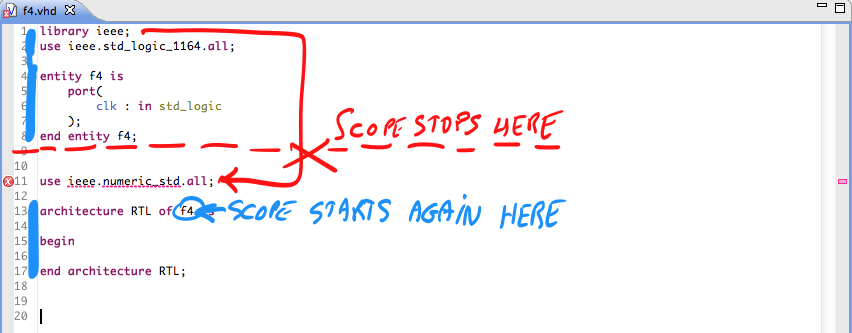 f4.vhd
1 library ieee;
2 use ieee.std_logic_1164.all;
3
4 entity f4 is
5 port(
6 clk : in std_logic
7 );
8 end entity f4;
9
SCOPE STOPS HERE
10
11 use ieee.numeric_std.all;
12
13 architecture RTL of f4
SCOPE STARTS AGAIN HERE
14
15 begin
16
17 end architecture RTL;
18
19
20